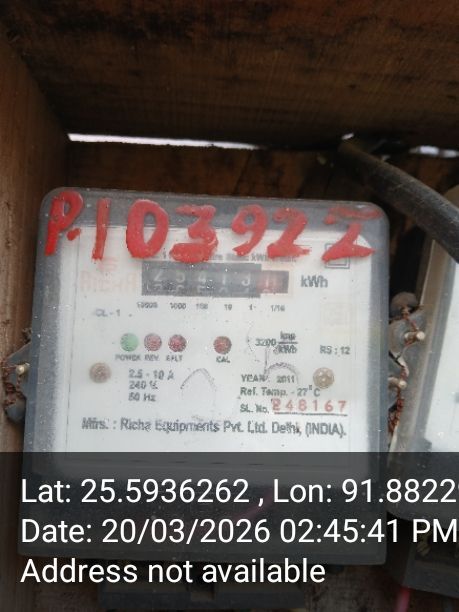 P.103922
kWh
10000 1000 100 10 1 1/10
CL - 1
3200 imp/kWh
RS : 12
POWER REV EFLT CAL
2.5 - 10 A
240 V
50 Hz
YEAR 2011
Ref. Temp. - 27°C
SL. No. 248167
Mfrs. : Richa Equipments Pvt. Ltd. Delhi, (INDIA).
Lat: 25.5936262 , Lon: 91.8822
Date: 20/03/2026 02:45:41 PM
Address not available